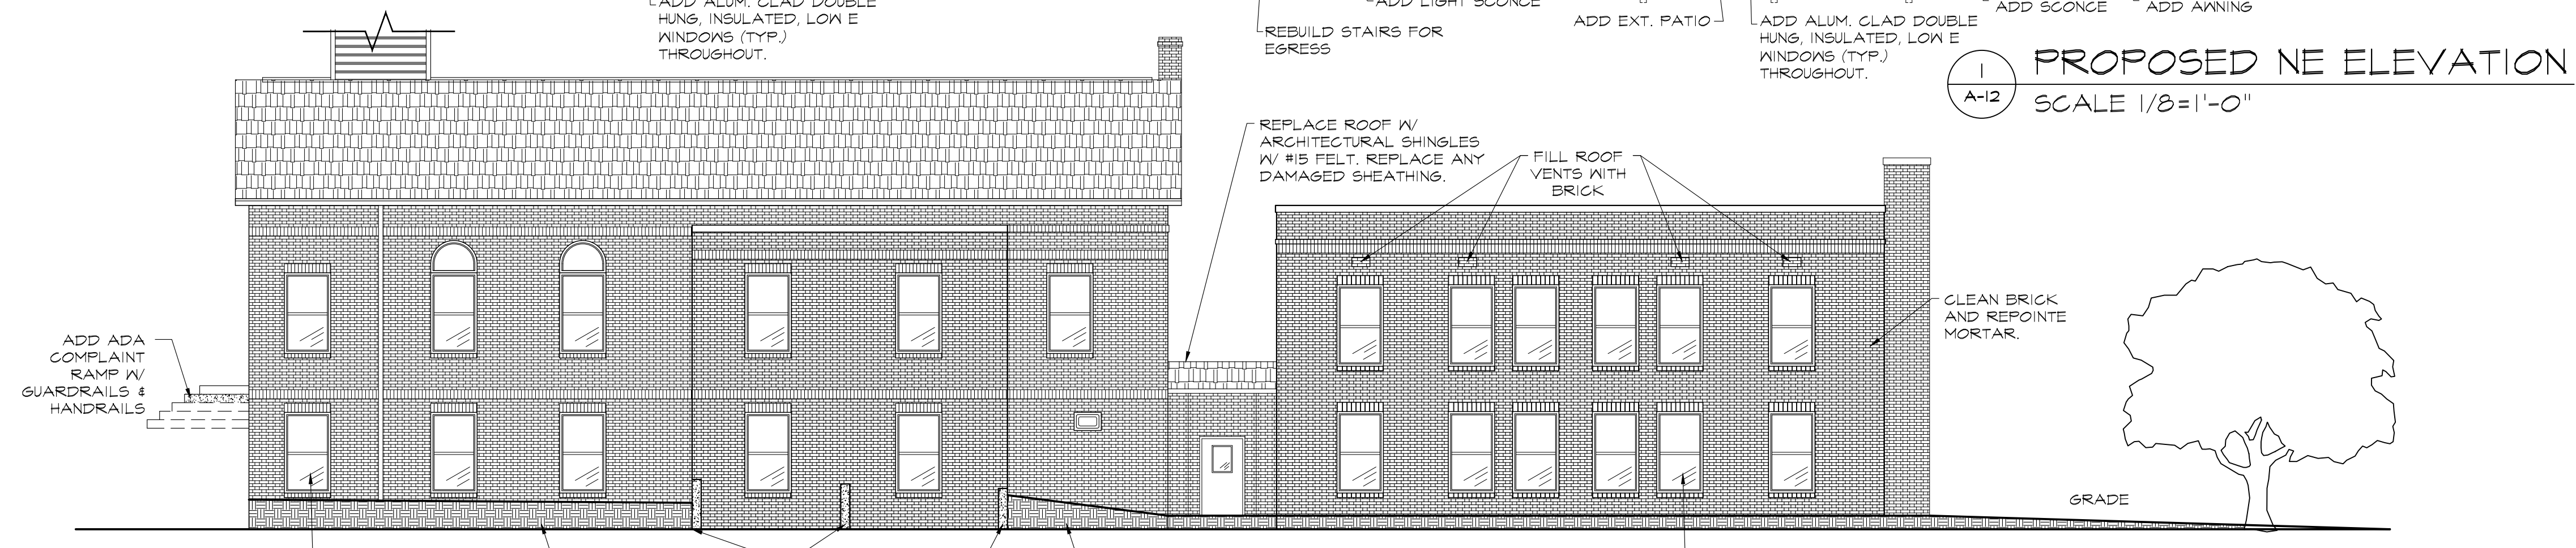 ADD ALUM. CLAD DOUBLE
HUNG, INSULATED, LOW E
WINDOWS (TYP.)
THROUGHOUT.
ADD LIGHT SCONCE
REBUILD STAIRS FOR
EGRESS
ADD EXT. PATIO
ADD ALUM. CLAD DOUBLE
HUNG, INSULATED, LOW E
WINDOWS (TYP.)
THROUGHOUT.
ADD SCONCE
ADD AWNING
1
A-12
PROPOSED NE ELEVATION
SCALE 1/8=1'-0"
REPLACE ROOF W/
ARCHITECTURAL SHINGLES
W/ #15 FELT. REPLACE ANY
DAMAGED SHEATHING.
FILL ROOF
VENTS WITH
BRICK
CLEAN BRICK
AND REPOINTE
MORTAR.
ADD ADA
COMPLAINT
RAMP W/
GUARDRAILS &
HANDRAILS
GRADE